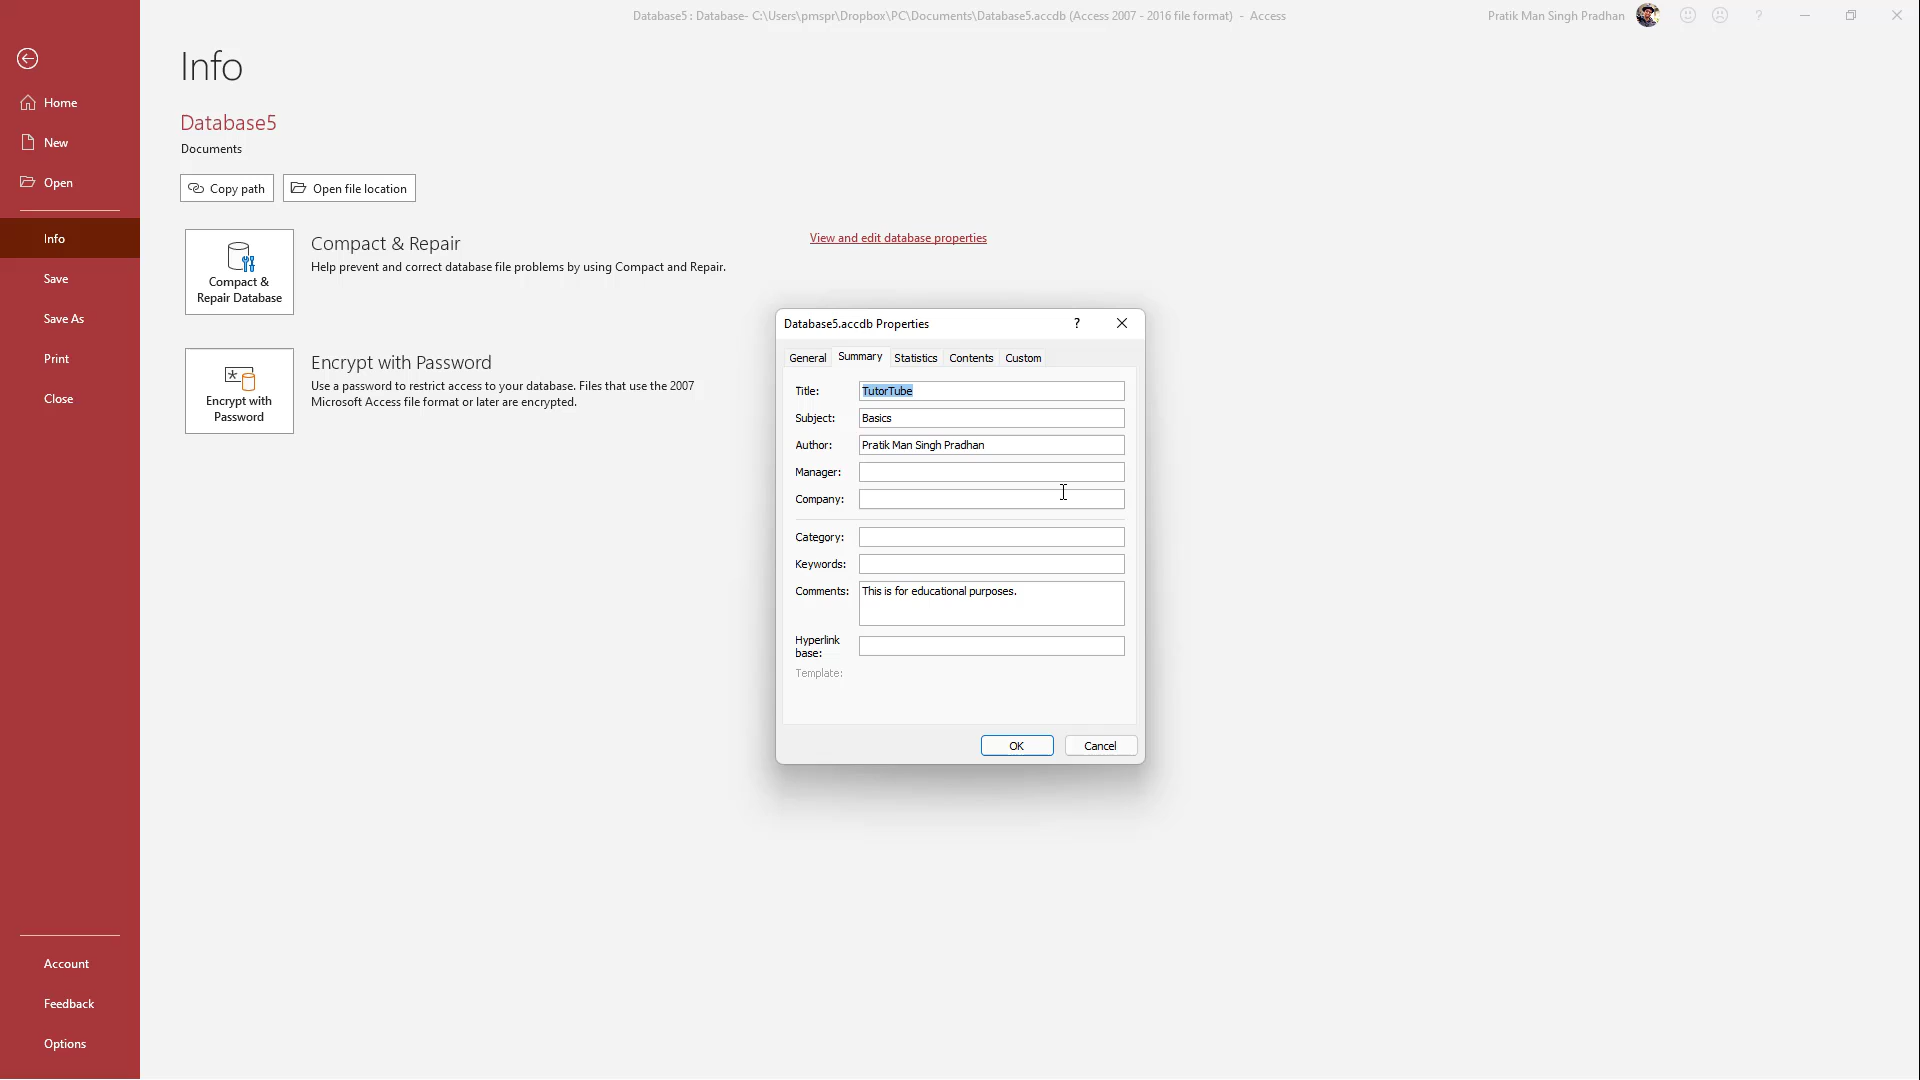 Database5 : Database- C:\Users\pmspr\Dropbox\PC\Documents\Database5.accdb (Access 2007 - 2016 file format) - Access
Pratik Man Singh Pradhan
?
Home
New
Open
Info
Save
Save As
Print
Close
Account
Feedback
Options
Info
Database5
Documents
Copy path
Open file location
Compact &
Repair Database
Compact & Repair
Help prevent and correct database file problems by using Compact and Repair.
Encrypt with
Password
Encrypt with Password
Use a password to restrict access to your database. Files that use the 2007
Microsoft Access file format or later are encrypted.
View and edit database properties
Database5.accdb Properties
?
General
Summary
Statistics
Contents
Custom
Title:
TutorTube
Subject:
Basics
Author:
Pratik Man Singh Pradhan
Manager:
Company:
Category:
Keywords:
Comments:
This is for educational purposes.
Hyperlink
base:
Template:
OK
Cancel